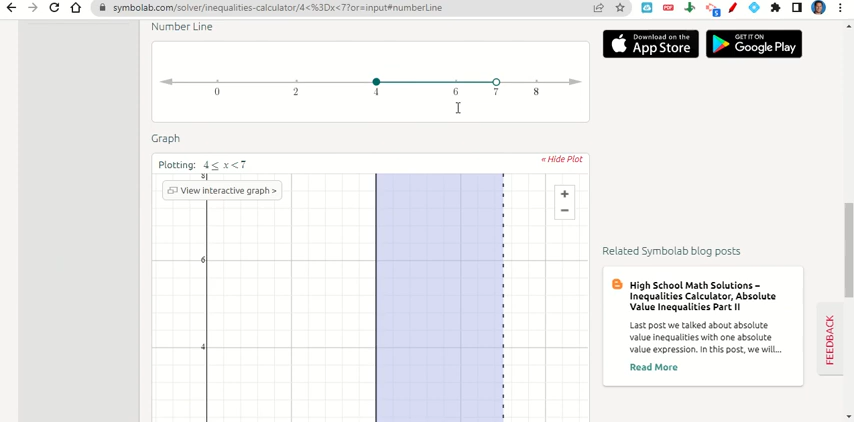 symbolab.com/solver/inequalities-calculator/4<%3Dx<7?or=input#numberLine
Number Line
0 2 4 6 7 8
Download on the
App Store
GET IT ON
Google Play
Graph
Plotting: 4 ≤ x < 7
« Hide Plot
View interactive graph >
8
+
−
6
4
Related Symbolab blog posts
High School Math Solutions –
Inequalities Calculator, Absolute
Value Inequalities Part II
Last post we talked about absolute
value inequalities with one absolute
value expression. In this post, we will...
Read More
FEEDBACK